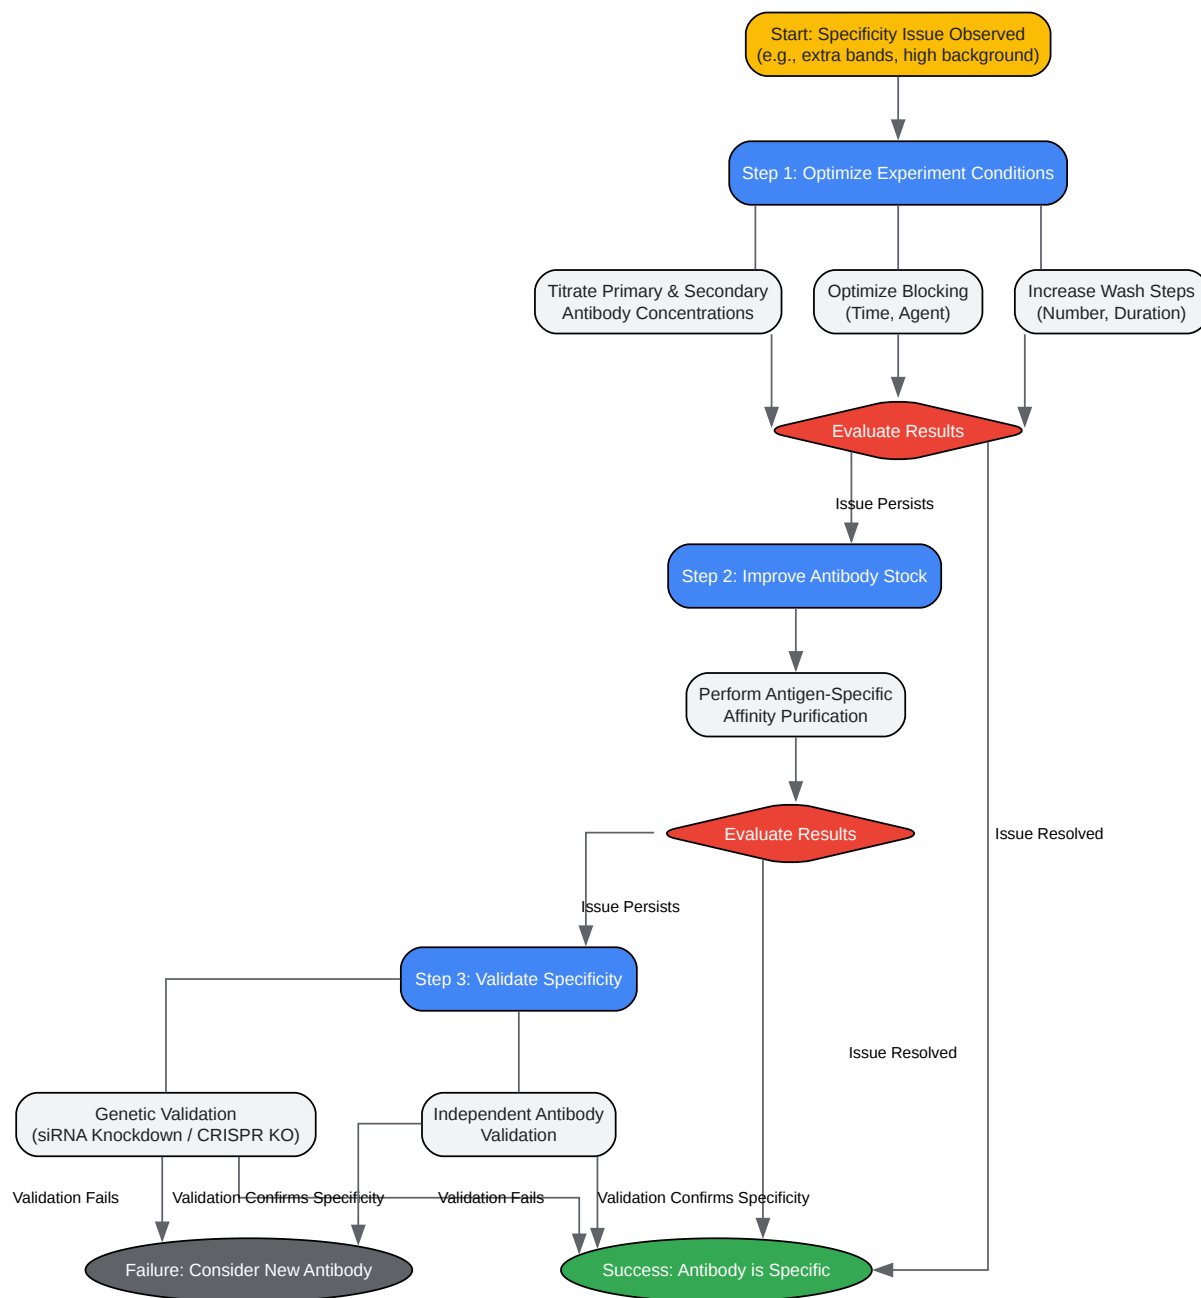 Start: Specificity Issue Observed
(e.g., extra bands, high background)
Step 1: Optimize Experiment Conditions
Titrate Primary & Secondary
Antibody Concentrations
Optimize Blocking
(Time, Agent)
Increase Wash Steps
(Number, Duration)
Evaluate Results
Issue Persists
Step 2: Improve Antibody Stock
Perform Antigen-Specific
Affinity Purification
Evaluate Results
Issue Resolved
Issue Persists
Step 3: Validate Specificity
Issue Resolved
Genetic Validation
(siRNA Knockdown / CRISPR KO)
Independent Antibody
Validation
Validation Fails
Validation Confirms Specificity
Validation Fails
Validation Confirms Specificity
Failure: Consider New Antibody
Success: Antibody is Specific